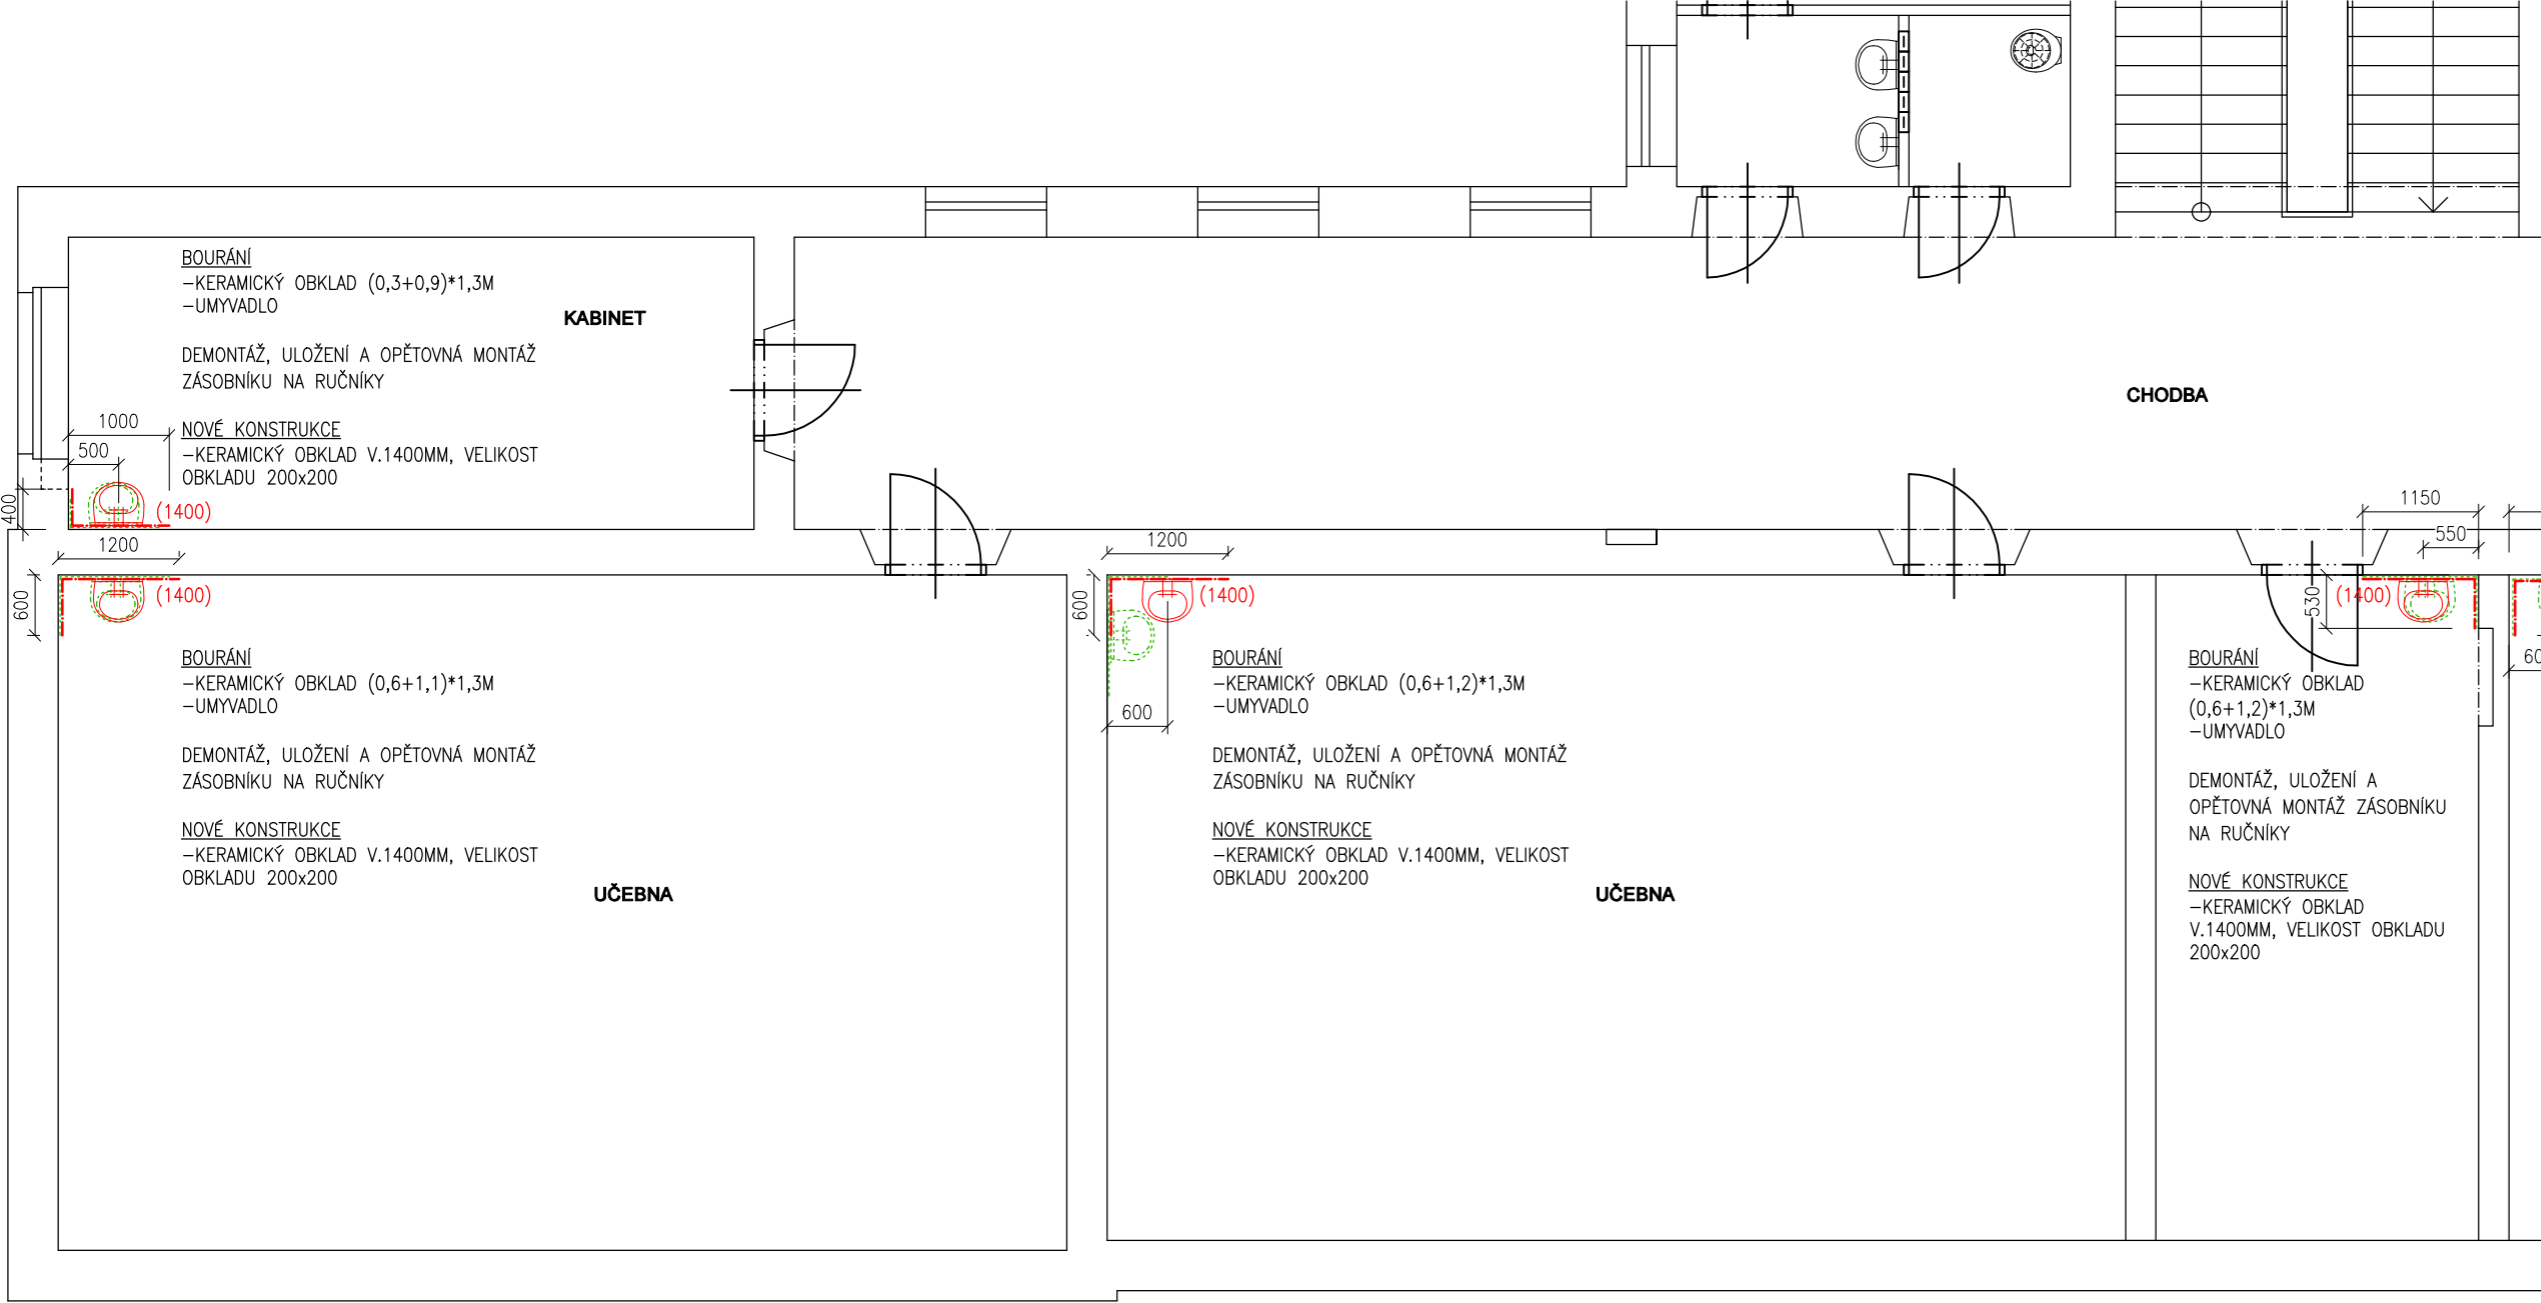 BOURÁNÍ
-KERAMICKÝ OBKLAD (0,3+0,9)*1,3M
-UMYVADLO
KABINET
DEMONTÁŽ, ULOŽENÍ A OPĚTOVNÁ MONTÁŽ
ZÁSOBNÍKU NA RUČNÍKY
NOVÉ KONSTRUKCE
-KERAMICKÝ OBKLAD V.1400MM, VELIKOST
OBKLADU 200x200
1000
500
400
(1400)
CHODBA
1200
600
(1400)
BOURÁNÍ
-KERAMICKÝ OBKLAD (0,6+1,1)*1,3M
-UMYVADLO
DEMONTÁŽ, ULOŽENÍ A OPĚTOVNÁ MONTÁŽ
ZÁSOBNÍKU NA RUČNÍKY
NOVÉ KONSTRUKCE
-KERAMICKÝ OBKLAD V.1400MM, VELIKOST
OBKLADU 200x200
UČEBNA
1200
600
(1400)
600
BOURÁNÍ
-KERAMICKÝ OBKLAD (0,6+1,2)*1,3M
-UMYVADLO
DEMONTÁŽ, ULOŽENÍ A OPĚTOVNÁ MONTÁŽ
ZÁSOBNÍKU NA RUČNÍKY
NOVÉ KONSTRUKCE
-KERAMICKÝ OBKLAD V.1400MM, VELIKOST
OBKLADU 200x200
UČEBNA
1150
550
530
(1400)
BOURÁNÍ
-KERAMICKÝ OBKLAD
(0,6+1,2)*1,3M
-UMYVADLO
DEMONTÁŽ, ULOŽENÍ A
OPĚTOVNÁ MONTÁŽ ZÁSOBNÍKU
NA RUČNÍKY
NOVÉ KONSTRUKCE
-KERAMICKÝ OBKLAD
V.1400MM, VELIKOST OBKLADU
200x200